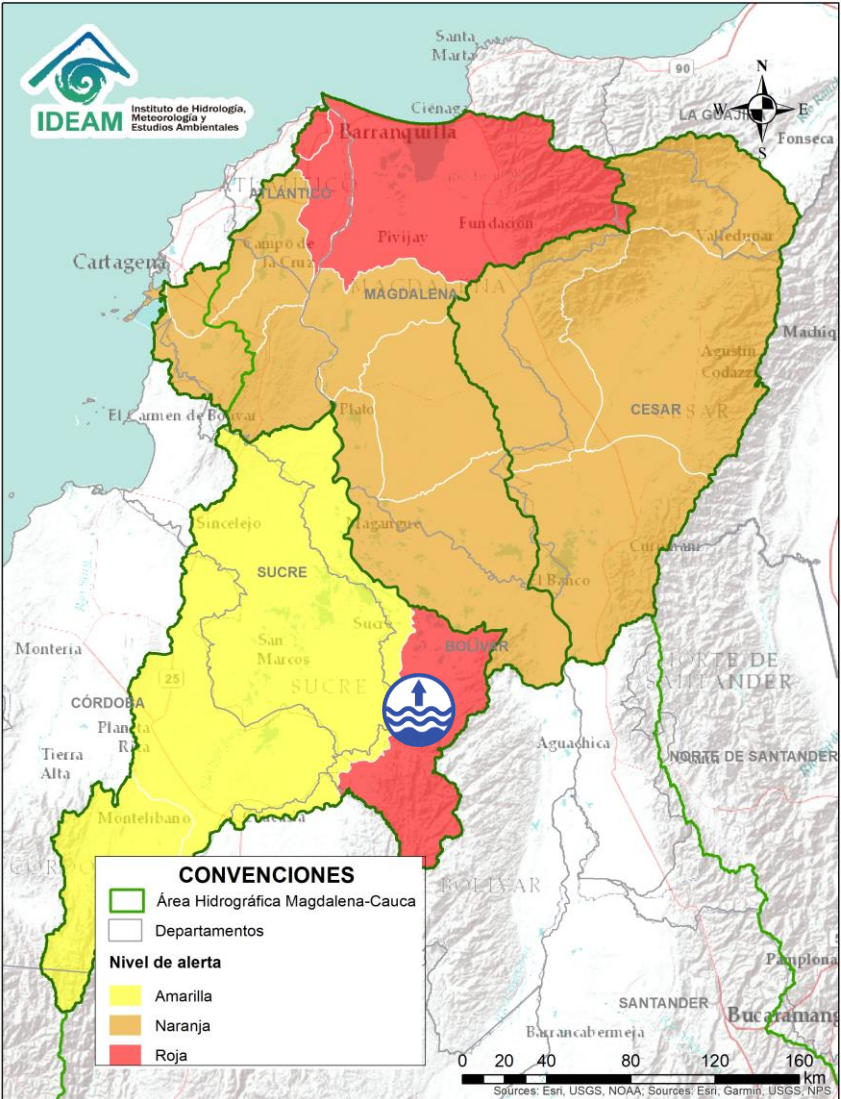 IDEAM
Instituto de Hidrología,
Meteorología y
Estudios Ambientales
Santa
Marta
90
N
W E
S
Ciénaga
LA GUAJIRA
Fonseca
Barranquilla
ATLÁNTICO
Pivijay
Fundación
Valledupar
Campo de
la Cruz
Cartagena
MAGDALENA
MAGDALENA
Agustín
Codazzi
El Carmen de Bolívar
Plato
CESAR
CESAR
Sincelejo
Magangué
SUCRE
El Banco
Sucre
San
Marcos
BOLÍVAR
Montería
25
SUCRE
NORTE DE
SANTANDER
CÓRDOBA
Planeta
Rica
Tierra
Alta
Aguachica
NORTE DE SANTANDER
Montelíbano
BOLÍVAR
CONVENCIONES
Área Hidrográfica Magdalena-Cauca
Departamentos
Nivel de alerta
Amarilla
Naranja
Roja
Pamplona
SANTANDER
Barrancabermeja
0 20 40 80 120 160
km
Sources: Esri, USGS, NOAA; Sources: Esri, Garmin, USGS, NPS